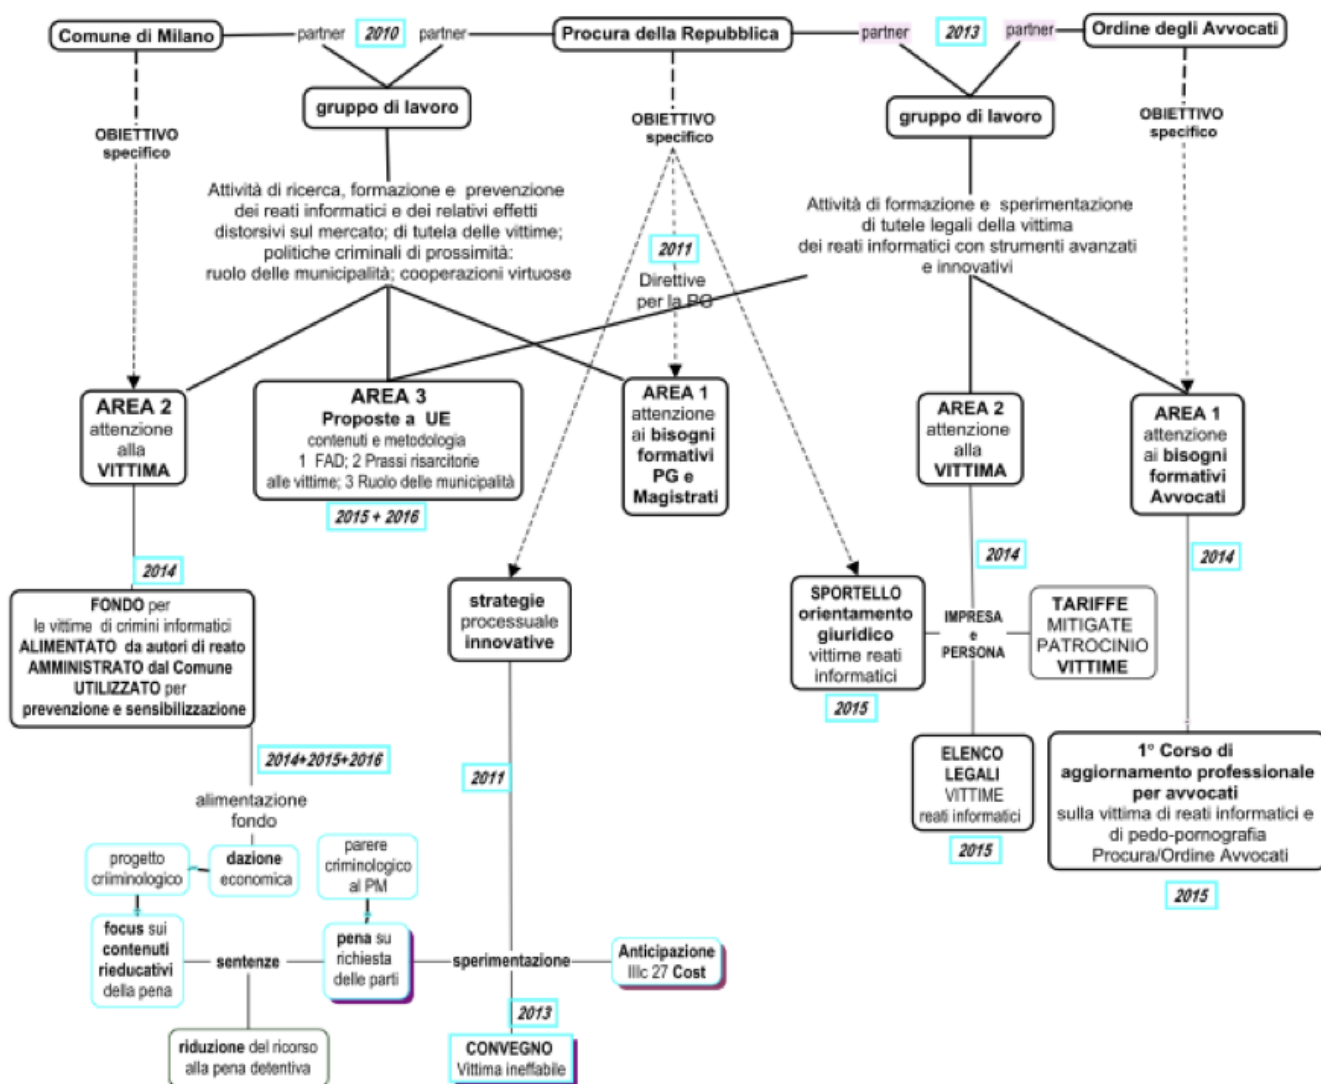 Comune di Milano
partner
2010
partner
Procura della Repubblica
partner
2013
partner
Ordine degli Avvocati
gruppo di lavoro
gruppo di lavoro
OBIETTIVO
specifico
OBIETTIVO
specifico
OBIETTIVO
specifico
Attività di ricerca, formazione e prevenzione
dei reati informatici e dei relativi effetti
distorsivi sul mercato; di tutela delle vittime;
politiche criminali di prossimità:
ruolo delle municipalità; cooperazioni virtuose
2011
Direttive
per la PG
Attività di formazione e sperimentazione
di tutele legali della vittima
dei reati informatici con strumenti avanzati
e innovativi
AREA 2
attenzione
alla
VITTIMA
AREA 3
Proposte a UE
contenuti e metodologia
1 FAD; 2 Prassi risarcitorie
alle vittime; 3 Ruolo delle municipalità
2015 + 2016
AREA 1
attenzione
ai bisogni
formativi
PG e
Magistrati
AREA 2
attenzione
alla
VITTIMA
AREA 1
attenzione
ai bisogni
formativi
Avvocati
2014
2014
2014
FONDO per
le vittime di crimini informatici
ALIMENTATO da autori di reato
AMMINISTRATO dal Comune
UTILIZZATO per
prevenzione e sensibilizzazione
strategie
processuale
innovative
SPORTELLO
orientamento
giuridico
vittime reati
informatici
2015
IMPRESA
e
PERSONA
TARIFFE
MITIGATE
PATROCINIO
VITTIME
2014+2015+2016
2011
ELENCO
LEGALI
VITTIME
reati informatici
2015
1° Corso di
aggiornamento professionale
per avvocati
sulla vittima di reati informatici e
di pedo-pornografia
Procura/Ordine Avvocati
2015
alimentazione
fondo
progetto
criiminologico
dazione
economica
parere
criminologico
al PM
focus sui
contenuti
rieducativi
della pena
sentenze
pena su
richiesta
delle parti
sperimentazione
Anticipazione
IIIc 27 Cost
2013
riduzione del ricorso
alla pena detentiva
CONVEGNO
Vittima ineffabile